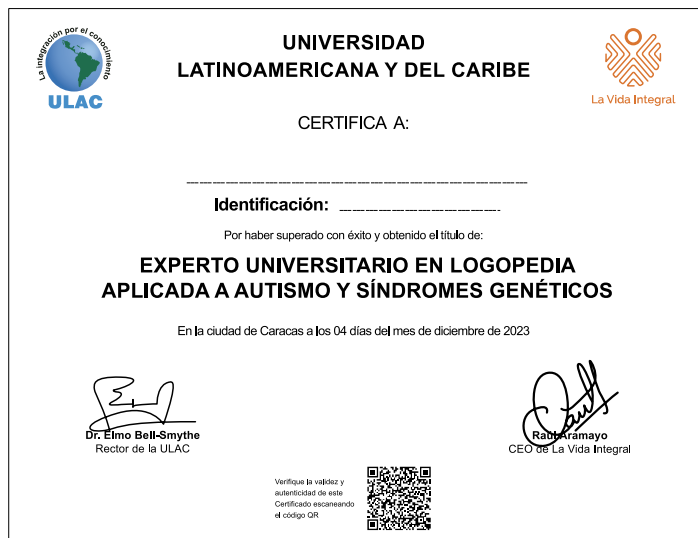 La integración por el conocimiento
ULAC
UNIVERSIDAD
LATINOAMERICANA Y DEL CARIBE
La Vida Integral
CERTIFICA A:
Identificación:
Por haber superado con éxito y obtenido el título de:
EXPERTO UNIVERSITARIO EN LOGOPEDIA
APLICADA A AUTISMO Y SÍNDROMES GENÉTICOS
En la ciudad de Caracas a los 04 días del mes de diciembre de 2023
Dr. Elmo Bell-Smythe
Rector de la ULAC
Raúl Aramayo
CEO de La Vida Integral
Verifique la validez y
autenticidad de este
Certificado escaneando
el código QR